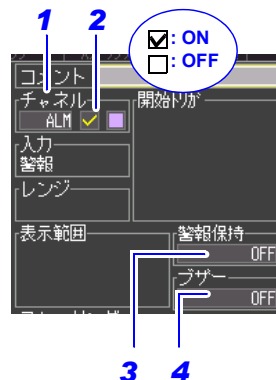 1 2
☑: ON
☐: OFF
コメント
チャネル
開始トリガ
ALM
入力
警報
レンジ
表示範囲
警報保持
OFF
ブザー
OFF
3 4